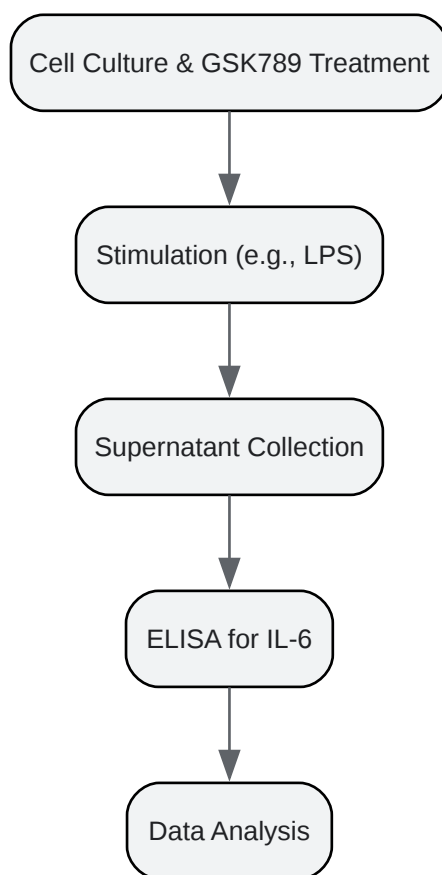 Cell Culture & GSK789 Treatment
Stimulation (e.g., LPS)
Supernatant Collection
ELISA for IL-6
Data Analysis